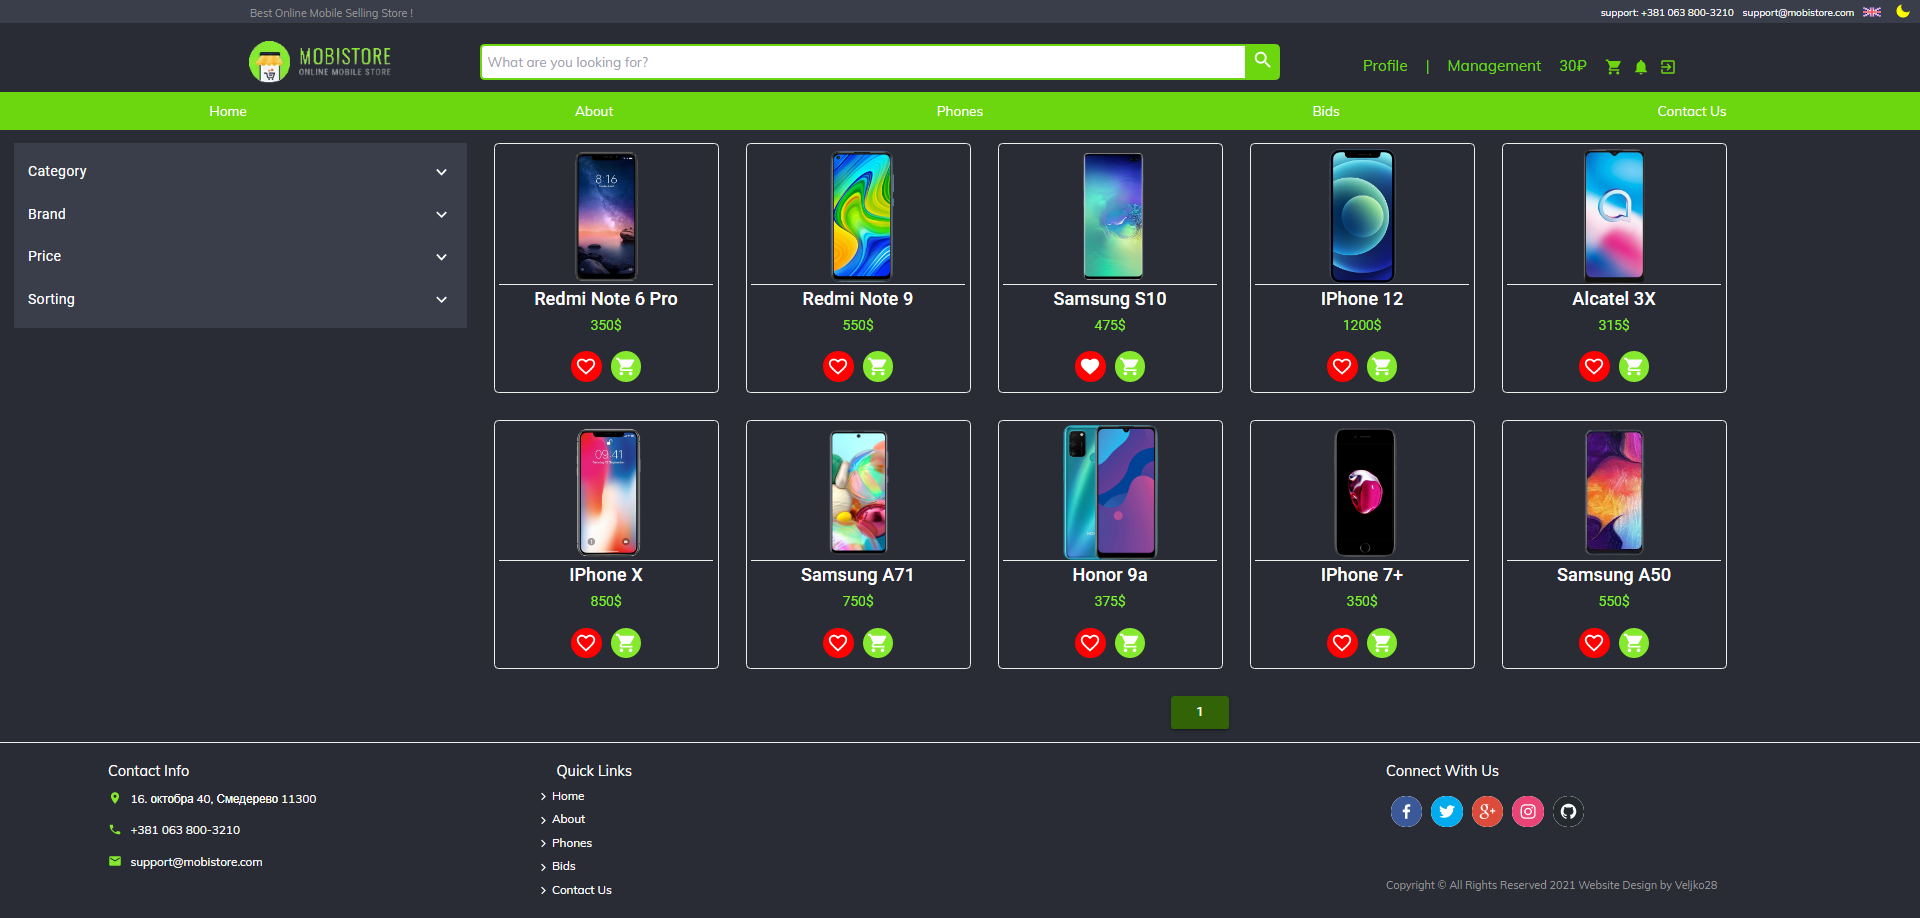 Best Online Mobile Selling Store !
support: +381 063 800-3210 support@mobistore.com
MOBISTORE
ONLINE MOBILE STORE
What are you looking for?
Profile | Management 30₽
Home About Phones Bids Contact Us
Category
Brand
Price
Sorting
8:16
Redmi Note 6 Pro
350$
Redmi Note 9
550$
Samsung S10
475$
IPhone 12
1200$
Alcatel 3X
315$
09:41
IPhone X
850$
Samsung A71
750$
Honor 9a
375$
IPhone 7+
350$
Samsung A50
550$
1
Contact Info
16. октобра 40, Смедерево 11300
+381 063 800-3210
support@mobistore.com
Quick Links
Home
About
Phones
Bids
Contact Us
Connect With Us
Copyright © All Rights Reserved 2021 Website Design by Veljko28